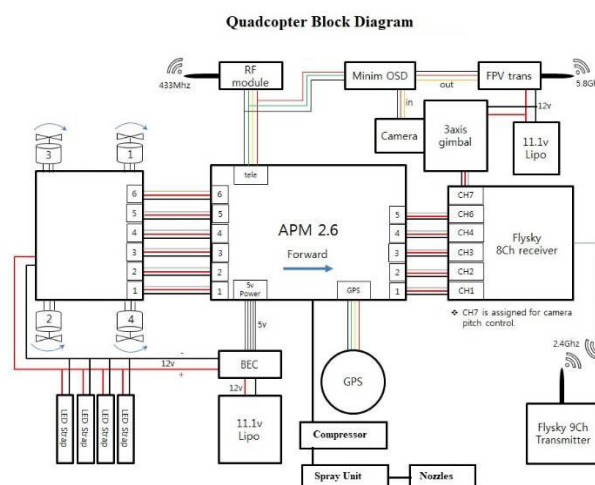 Quadcopter Block Diagram
433Mhz
RF
module
Minim OSD
out
FPV trans
5.8Gh
in
12v
Camera
3axis
gimbal
11.1v
Lipo
3
1
tele
6
5
4
3
2
1
6
5
4
3
2
1
APM 2.6
Forward
5
4
3
2
1
CH7
CH6
CH4
CH3
CH2
CH1
Flysky
8Ch receiver
❖ CH7 is assigned for camera
pitch control.
5v
Power
GPS
2
4
5v
-
12v
+
BEC
12v
11.1v
Lipo
LED Strap
LED Strap
LED Strap
LED Strap
GPS
2.4Ghz
Flysky 9Ch
Transmitter
Compressor
Spray Unit
Nozzles